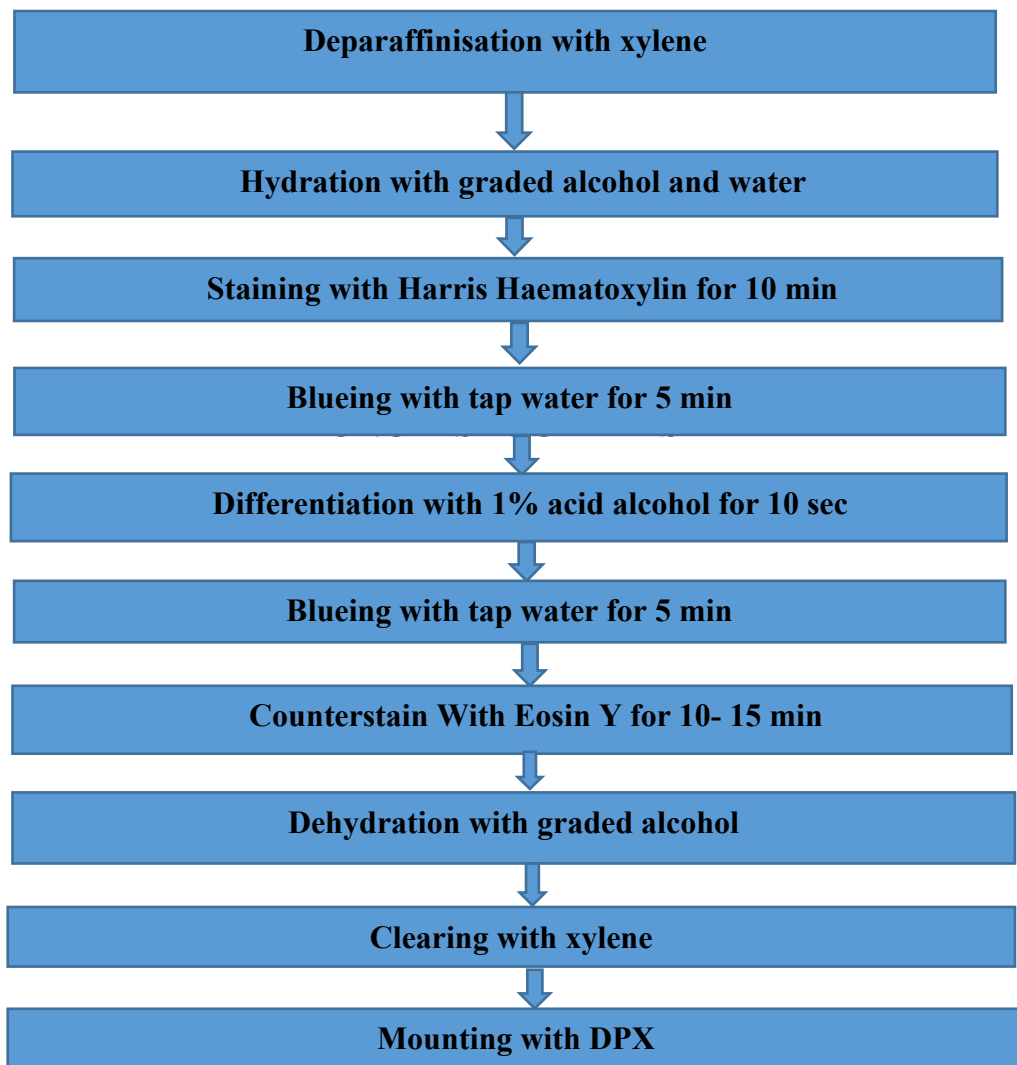 Deparaffinisation with xylene
Hydration with graded alcohol and water
Staining with Harris Haematoxylin for 10 min
Blueing with tap water for 5 min
Differentiation with 1% acid alcohol for 10 sec
Blueing with tap water for 5 min
Counterstain With Eosin Y for 10- 15 min
Dehydration with graded alcohol
Clearing with xylene
Mounting with DPX